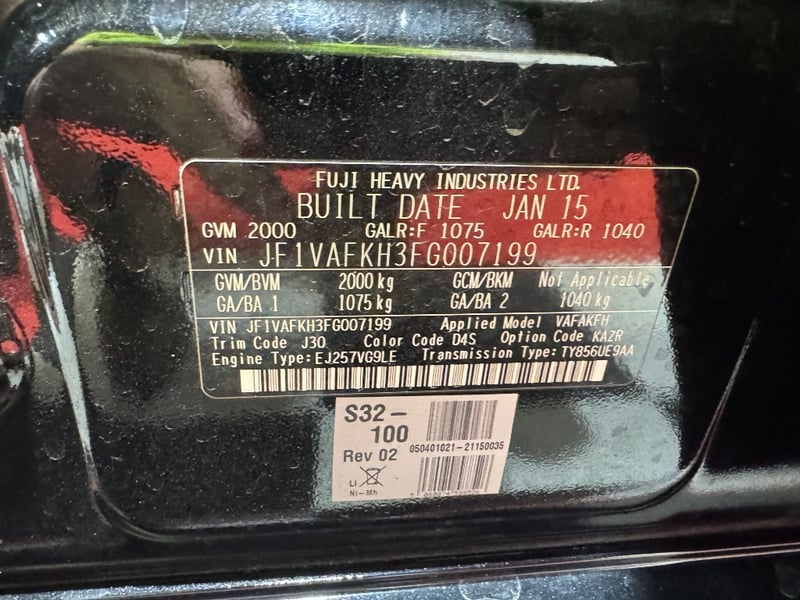 FUJI HEAVY INDUSTRIES LTD.
BUILT DATE JAN 15
GVM 2000 GALR:F 1075 GALR:R 1040
VIN JF1VAFKH3FG007199
GVM/BVM 2000 kg GCM/BKM Not Applicable
GA/BA 1 1075 kg GA/BA 2 1040 kg
VIN JF1VAFKH3FG007199 Applied Model VAFAKFH
Trim Code J30 Color Code D4S Option Code KAZR
Engine Type:EJ257VG9LE Transmission Type:TY856UE9AA
S32-
100
Rev 02
050401021-21150035
Li
Ni-Mh